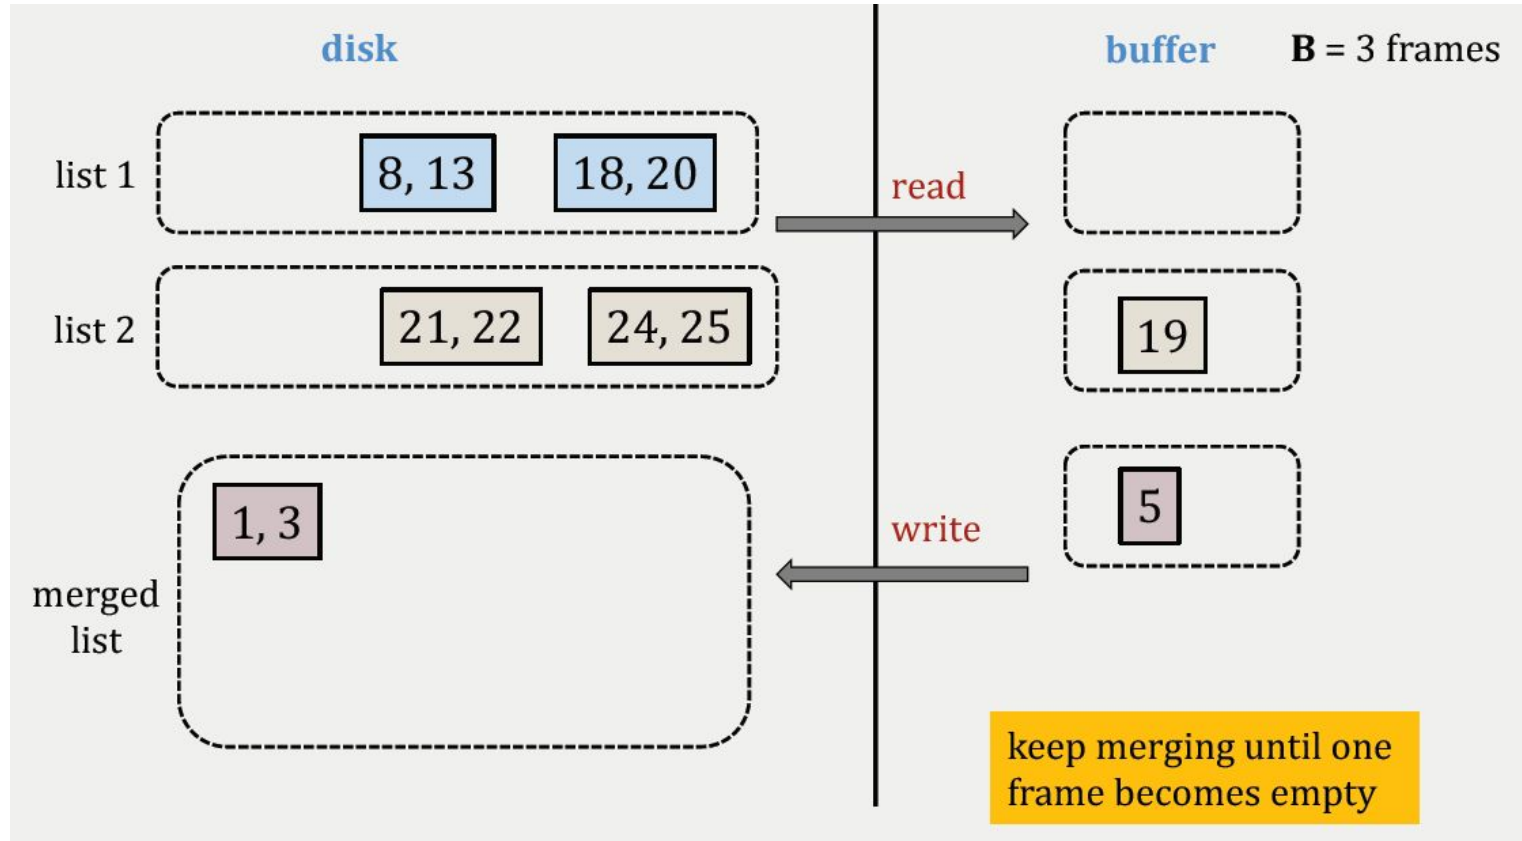 disk
buffer
B = 3 frames
list 1
8, 13
18, 20
read
list 2
21, 22
24, 25
19
1, 3
write
5
merged
list
keep merging until one
frame becomes empty